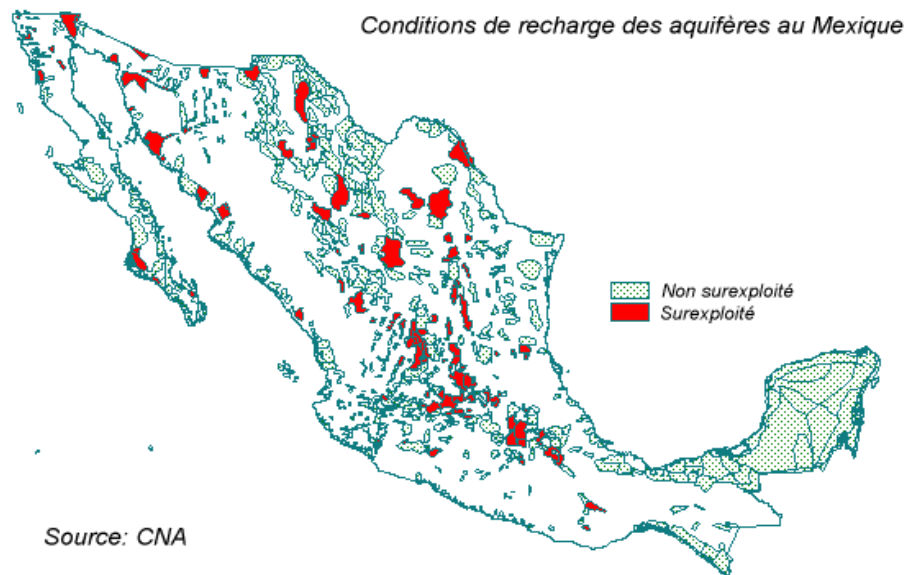 Conditions de recharge des aquifères au Mexique
Non surexploité
Surexploité
Source: CNA